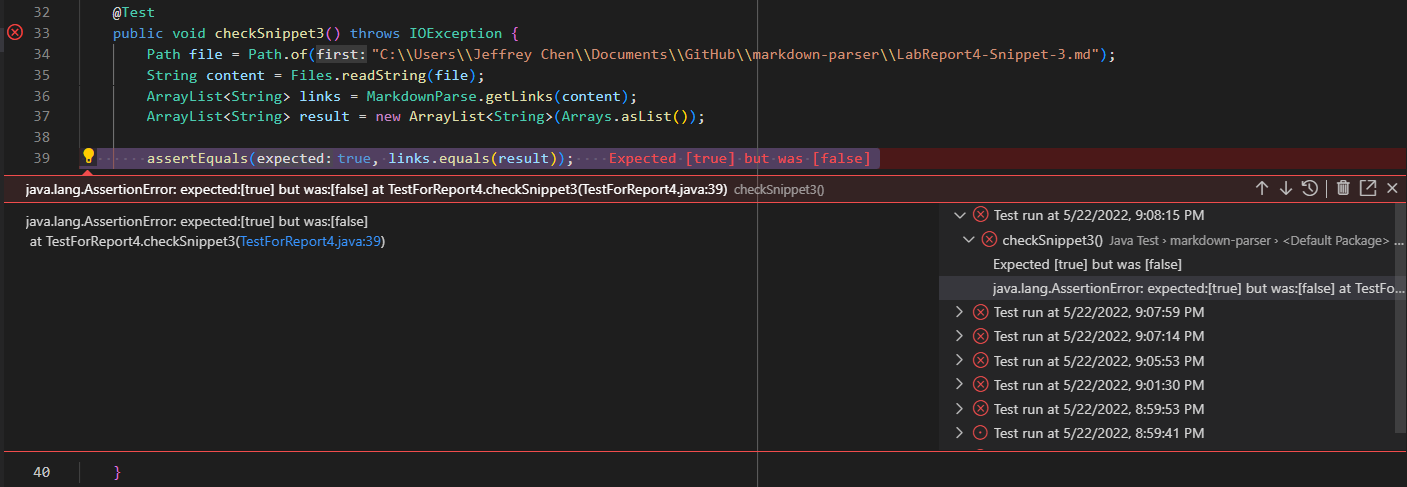 32 @Test
33 public void checkSnippet3() throws IOException {
34 Path file = Path.of(first: "C:\\Users\\Jeffrey Chen\\Documents\\GitHub\\markdown-parser\\LabReport4-Snippet-3.md");
35 String content = Files.readString(file);
36 ArrayList<String> links = MarkdownParse.getLinks(content);
37 ArrayList<String> result = new ArrayList<String>(Arrays.asList());
38
39 assertEquals(expected: true, links.equals(result)); Expected [true] but was [false]
java.lang.AssertionError: expected:[true] but was:[false] at TestForReport4.checkSnippet3(TestForReport4.java:39) checkSnippet3()
java.lang.AssertionError: expected:[true] but was:[false]
at TestForReport4.checkSnippet3(TestForReport4.java:39)
Test run at 5/22/2022, 9:08:15 PM
checkSnippet3() Java Test › markdown-parser › <Default Package> ...
Expected [true] but was [false]
java.lang.AssertionError: expected:[true] but was:[false] at TestFo...
Test run at 5/22/2022, 9:07:59 PM
Test run at 5/22/2022, 9:07:14 PM
Test run at 5/22/2022, 9:05:53 PM
Test run at 5/22/2022, 9:01:30 PM
Test run at 5/22/2022, 8:59:53 PM
Test run at 5/22/2022, 8:59:41 PM
40 }